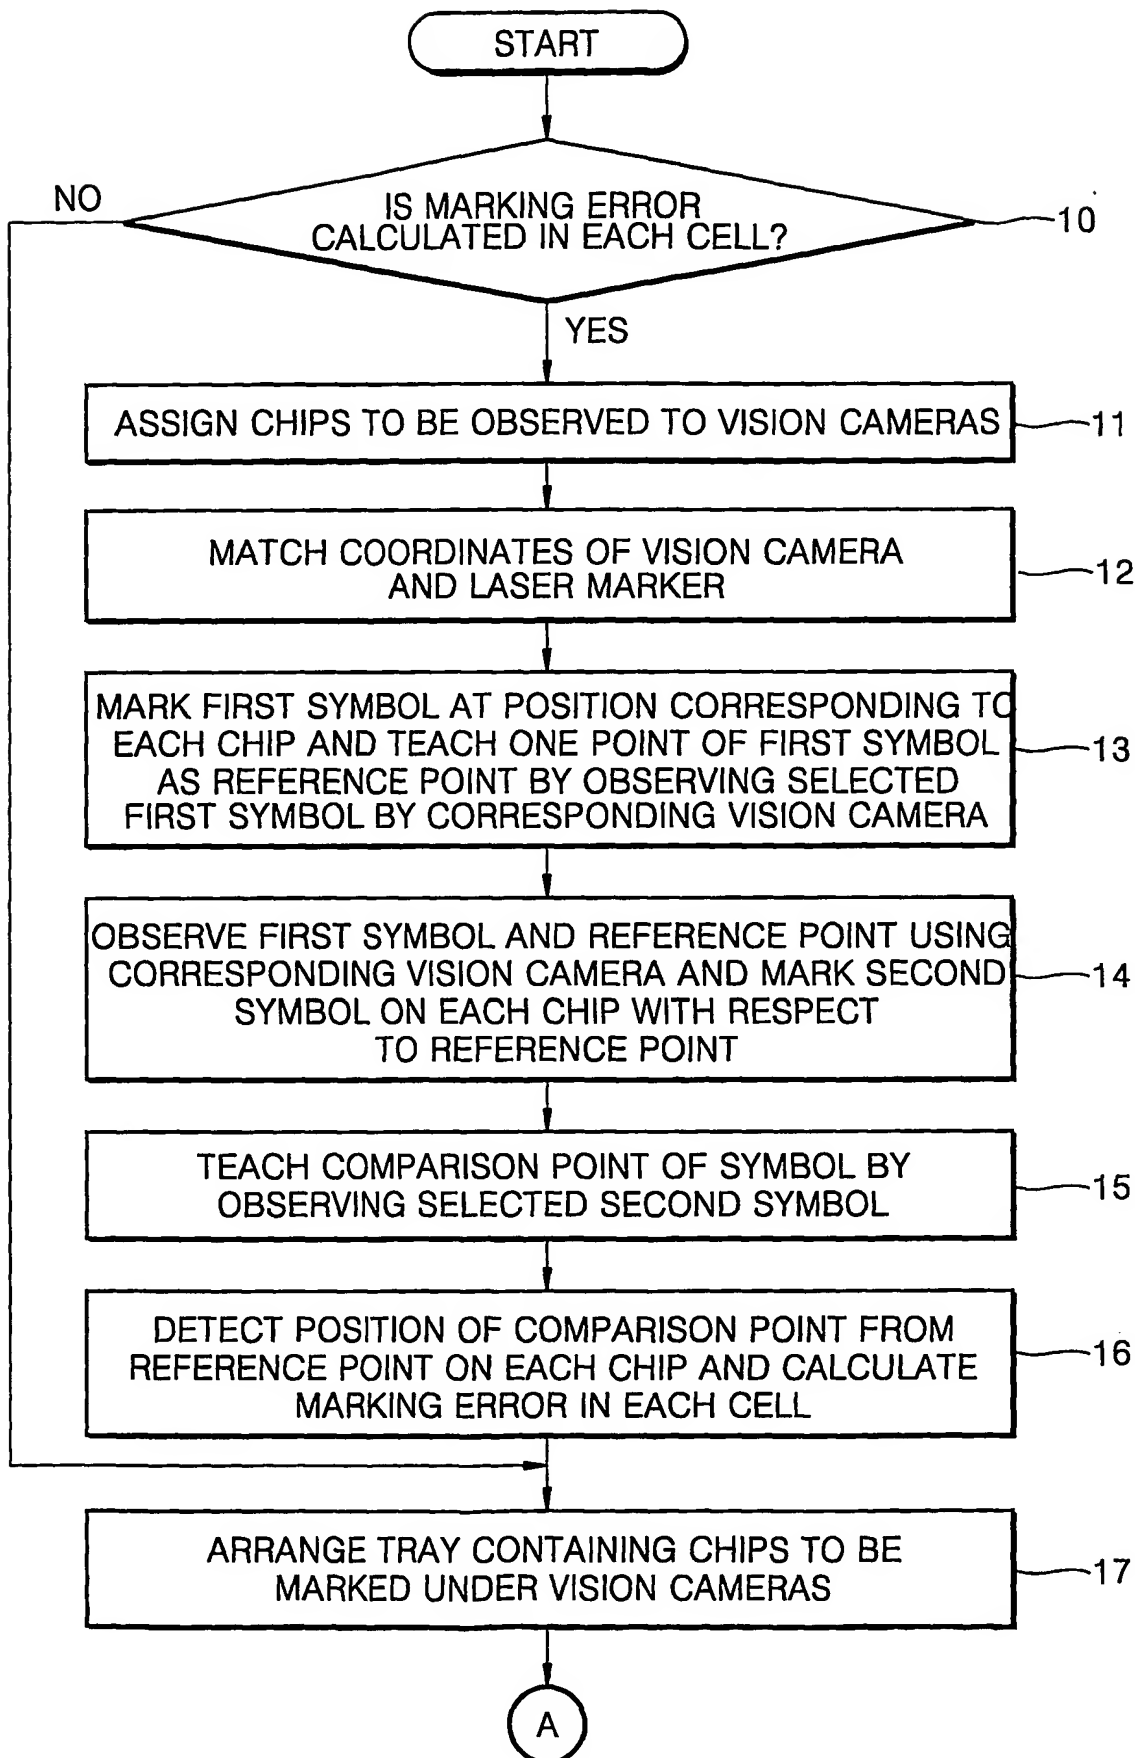 START
NO
IS MARKING ERROR
CALCULATED IN EACH CELL?
10
YES
ASSIGN CHIPS TO BE OBSERVED TO VISION CAMERAS
11
MATCH COORDINATES OF VISION CAMERA
AND LASER MARKER
12
MARK FIRST SYMBOL AT POSITION CORRESPONDING TO
EACH CHIP AND TEACH ONE POINT OF FIRST SYMBOL
AS REFERENCE POINT BY OBSERVING SELECTED
FIRST SYMBOL BY CORRESPONDING VISION CAMERA
13
OBSERVE FIRST SYMBOL AND REFERENCE POINT USING
CORRESPONDING VISION CAMERA AND MARK SECOND
SYMBOL ON EACH CHIP WITH RESPECT
TO REFERENCE POINT
14
TEACH COMPARISON POINT OF SYMBOL BY
OBSERVING SELECTED SECOND SYMBOL
15
DETECT POSITION OF COMPARISON POINT FROM
REFERENCE POINT ON EACH CHIP AND CALCULATE
MARKING ERROR IN EACH CELL
16
ARRANGE TRAY CONTAINING CHIPS TO BE
MARKED UNDER VISION CAMERAS
17
A